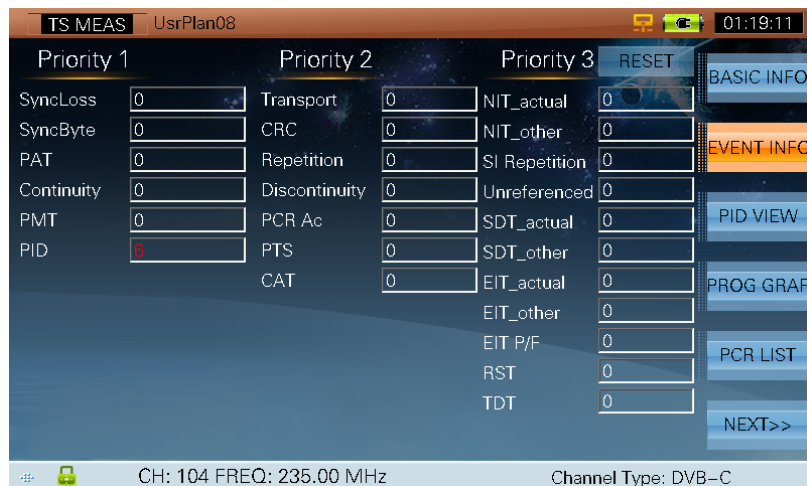 TS MEAS UsrPlan08 01:19:11
Priority 1 Priority 2 Priority 3 RESET
BASIC INFO
SyncLoss 0 Transport 0 NIT_actual 0
SyncByte 0 CRC 0 NIT_other 0
EVENT INFO
PAT 0 Repetition 0 SI Repetition 0
Continuity 0 Discontinuity 0 Unreferenced 0
PMT 0 PCR Ac 0 SDT_actual 0
PID VIEW
PID 6 PTS 0 SDT_other 0
CAT 0 EIT_actual 0
PROG GRAF
EIT_other 0
EIT P/F 0
PCR LIST
RST 0
TDT 0
NEXT>>
CH: 104 FREQ: 235.00 MHz Channel Type: DVB-C